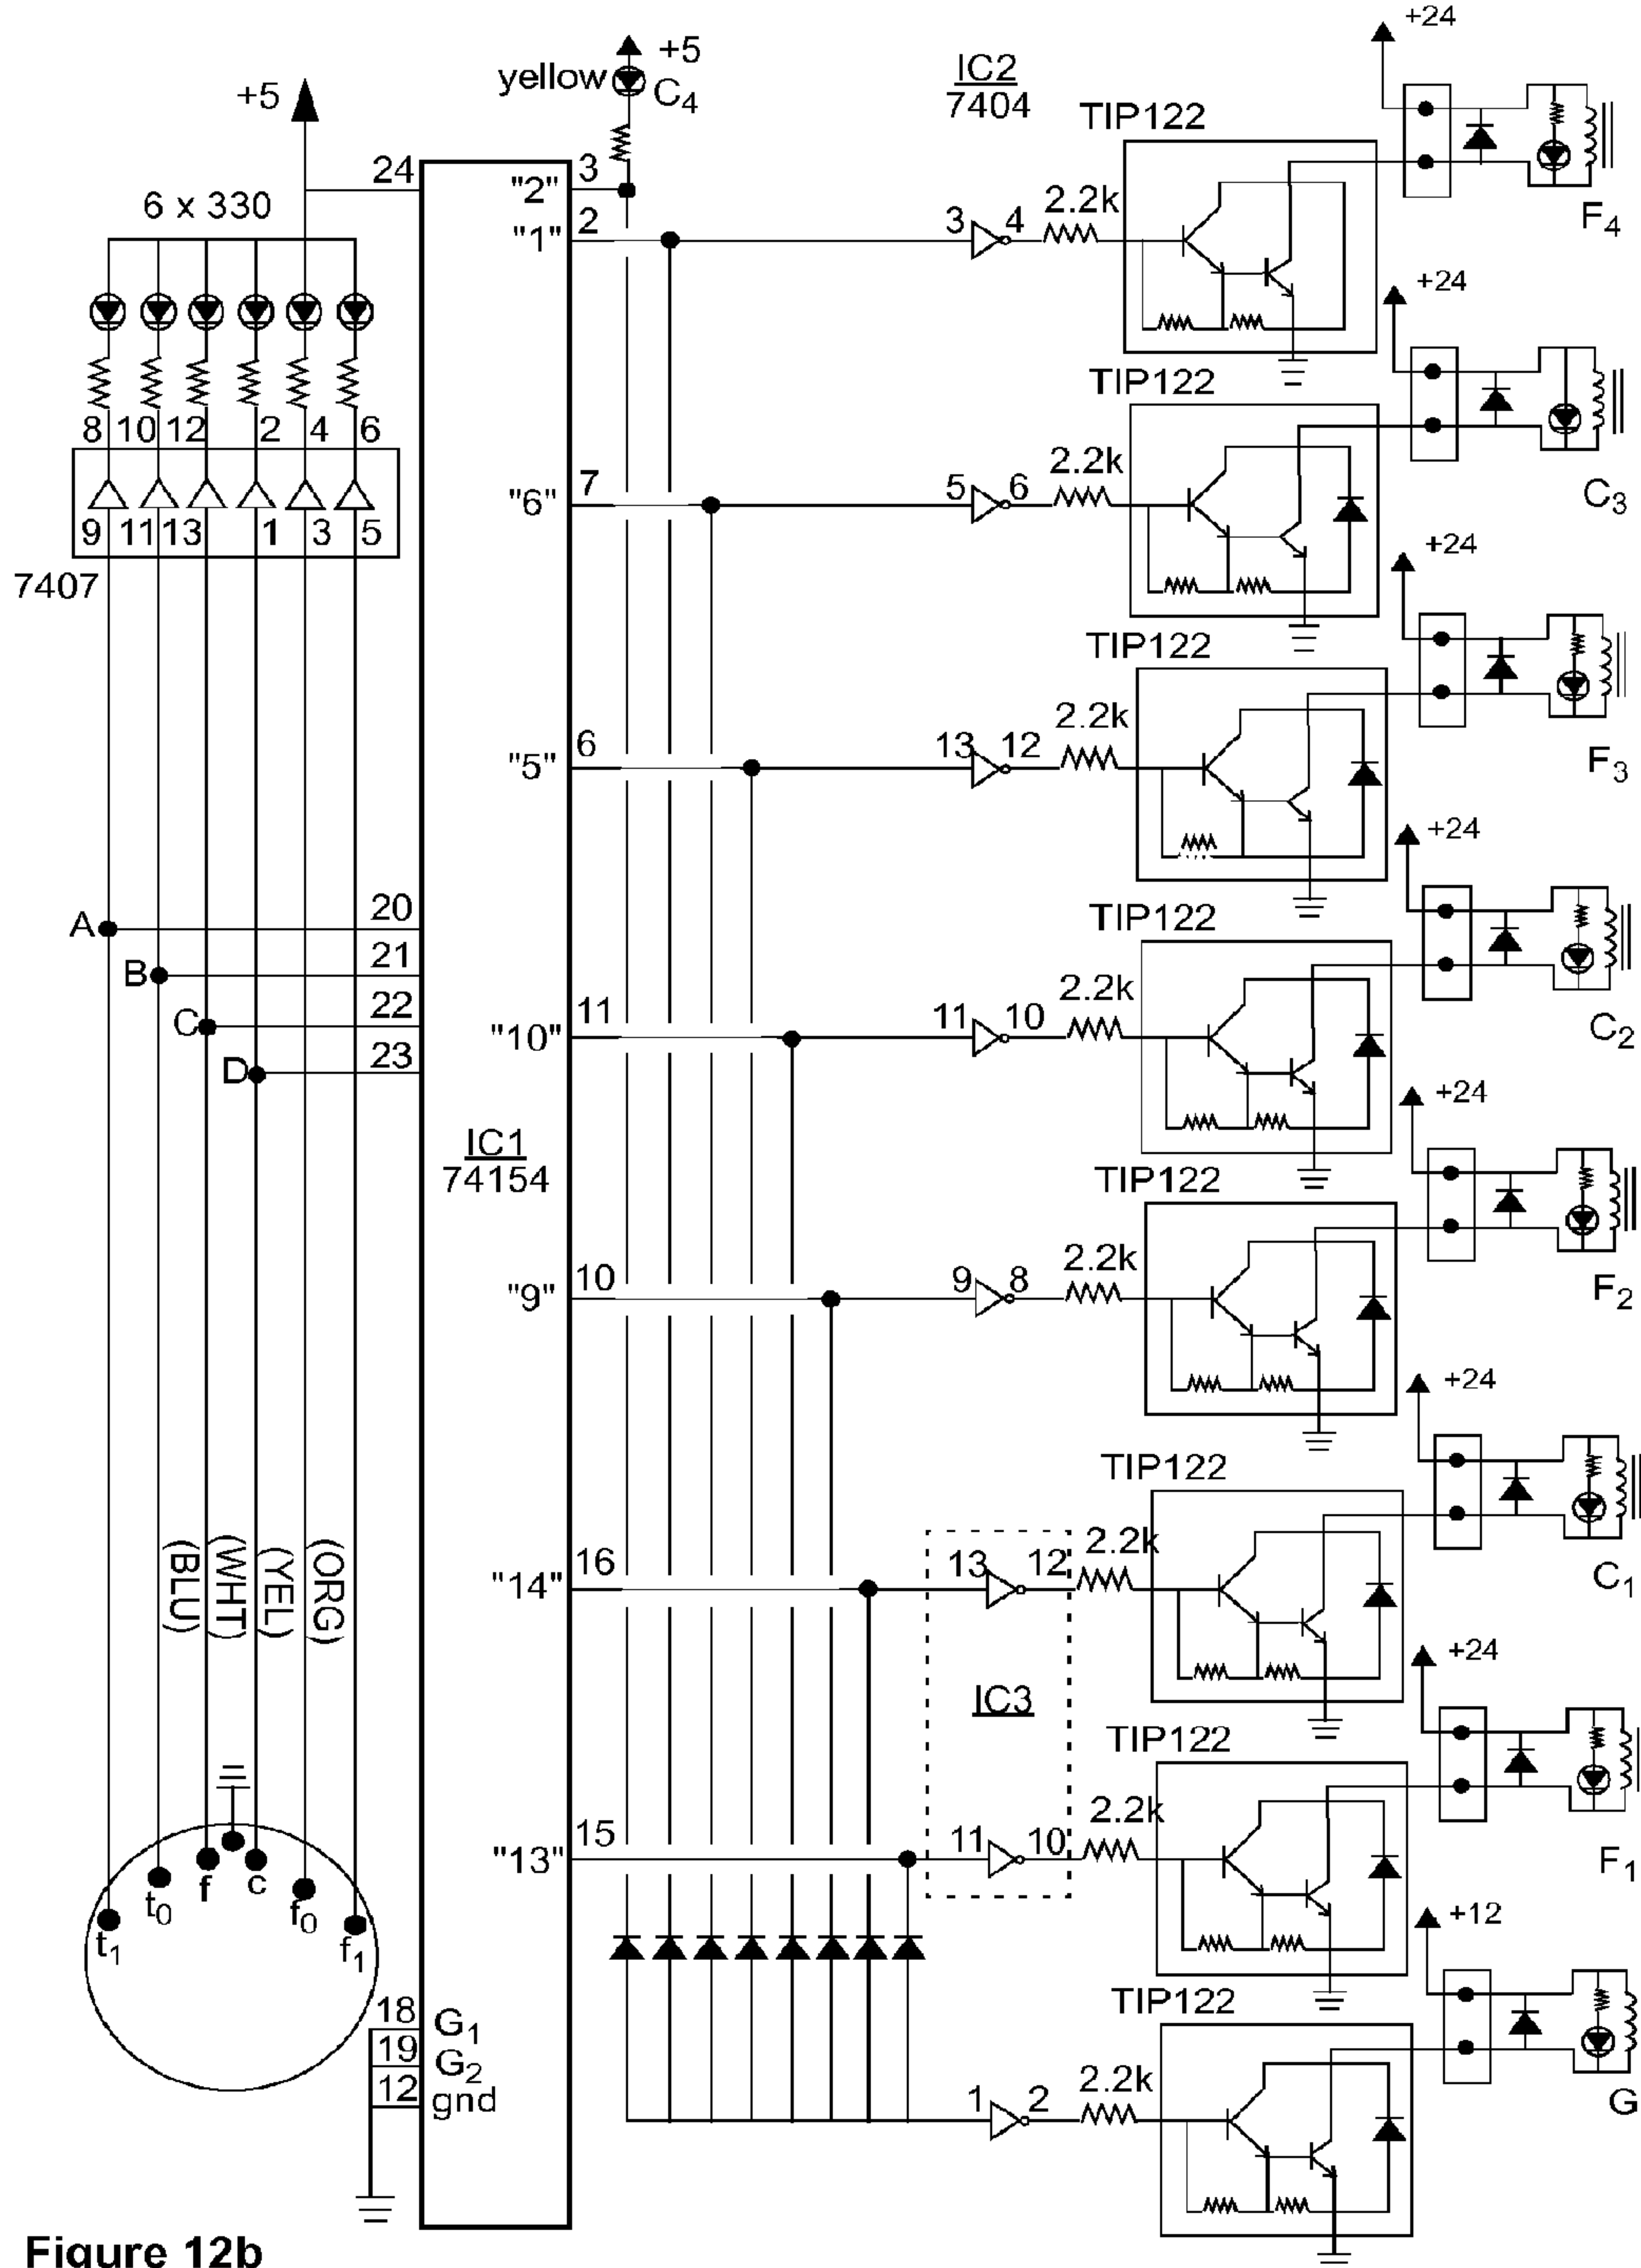 +24
+5
yellow
C4
IC2
7404
TIP122
+5
24
"2"
3
6 x 330
"1"
2
3
4
2.2k
F4
+24
TIP122
8
10
12
2
4
6
2.2k
C3
"6"
7
5
6
9
11
13
1
3
5
7407
+24
TIP122
2.2k
"5"
6
13
12
F3
+24
A
20
TIP122
B
21
C
22
2.2k
"10"
11
11
10
C2
D
23
+24
IC1
74154
TIP122
2.2k
"9"
10
9
8
F2
+24
TIP122
(BLU)
(WHT)
(YEL)
(ORG)
2.2k
"14"
16
13
12
C1
+24
IC3
TIP122
2.2k
"13"
15
11
10
F1
t1
t0
f
c
f0
f1
+12
18
G1
TIP122
19
G2
12
gnd
2.2k
1
2
G
Figure 12b